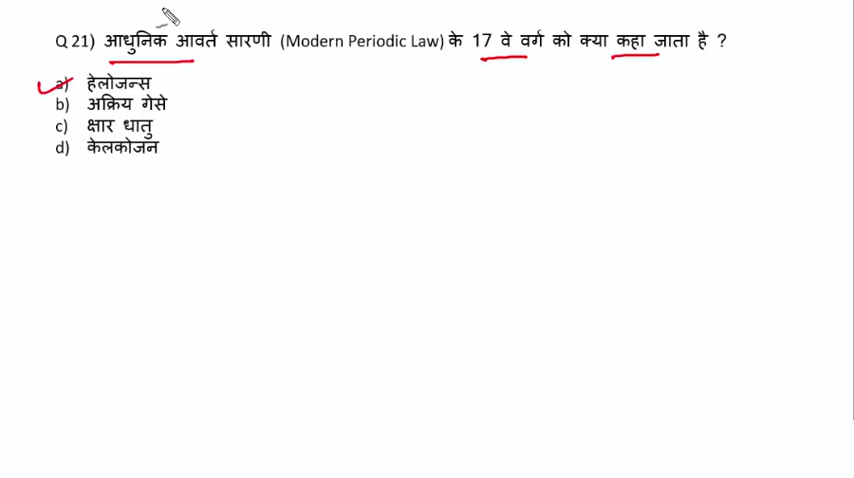 Q 21) आधुनिक आवर्त सारणी (Modern Periodic Law) के 17 वे वर्ग को क्या कहा जाता है ?
a) हेलोजन्स
b) अक्रिय गेसे
c) क्षार धातु
d) केलकोजन